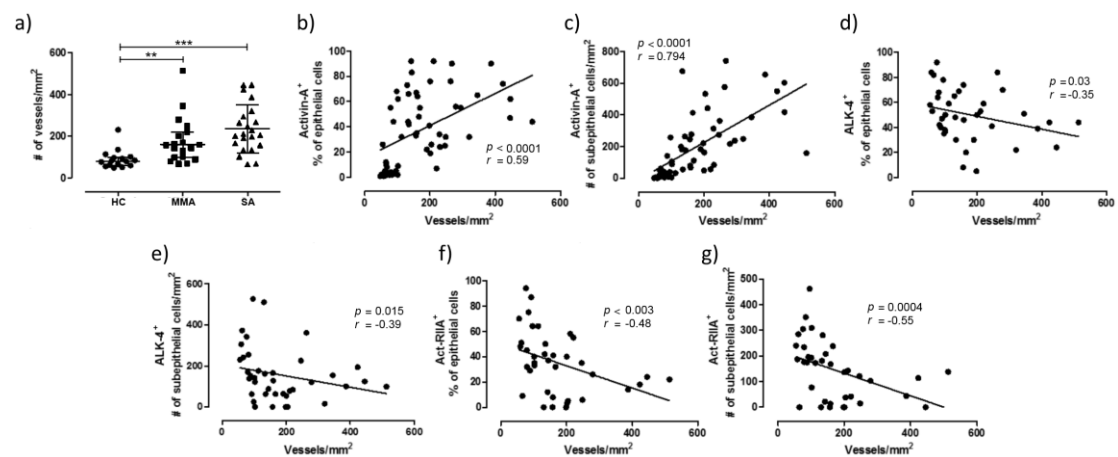 a)
***
**
# of vessels/mm²
600
400
200
0
HC MMA SA
b)
Activin-A⁺
% of epithelial cells
100
80
60
40
20
0
p <0.0001
r = 0.59
0 200 400 600
Vessels/mm²
c)
Activin-A⁺
# of subepithelial cells/mm²
800
600
400
200
0
p <0.0001
r = 0.794
0 200 400 600
Vessels/mm²
d)
ALK-4⁺
% of epithelial cells
100
80
60
40
20
0
p = 0.03
r = -0.35
0 200 400 600
Vessels/mm²
e)
ALK-4⁺
# of subepithelial cells/mm²
600
400
200
0
p = 0.015
r = -0.39
0 200 400 600
Vessels/mm²
f)
Act-RIIA⁺
% of epithelial cells
100
80
60
40
20
0
p < 0.003
r = -0.48
0 200 400 600
Vessels/mm²
g)
Act-RIIA⁺
# of subepithelial cells/mm²
500
400
300
200
100
0
p = 0.0004
r = -0.55
0 200 400 600
Vessels/mm²